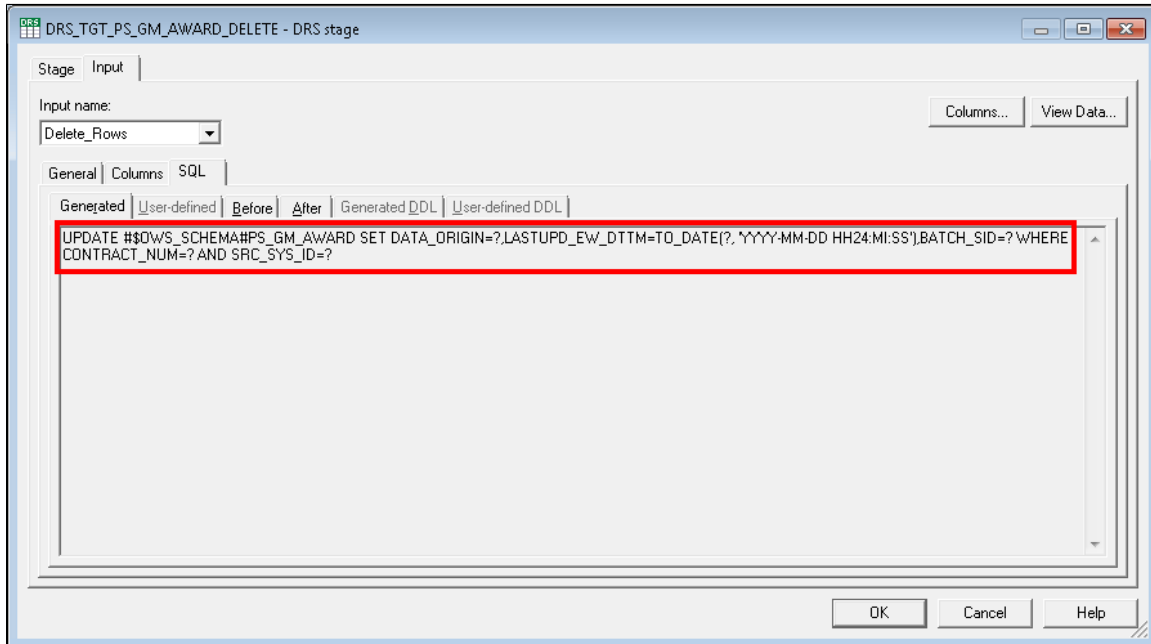 DRS
DRS_TGT_PS_GM_AWARD_DELETE - DRS stage
Stage Input
Input name:
Columns... View Data...
Delete_Rows
General Columns SQL
Generated User-defined Before After Generated DDL User-defined DDL
UPDATE #$OWS_SCHEMA#PS_GM_AWARD SET DATA_ORIGIN=?,LASTUPD_EW_DTTM=TO_DATE(?, 'YYYY-MM-DD HH24:MI:SS'),BATCH_SID=? WHERE
CONTRACT_NUM=? AND SRC_SYS_ID=?
OK Cancel Help